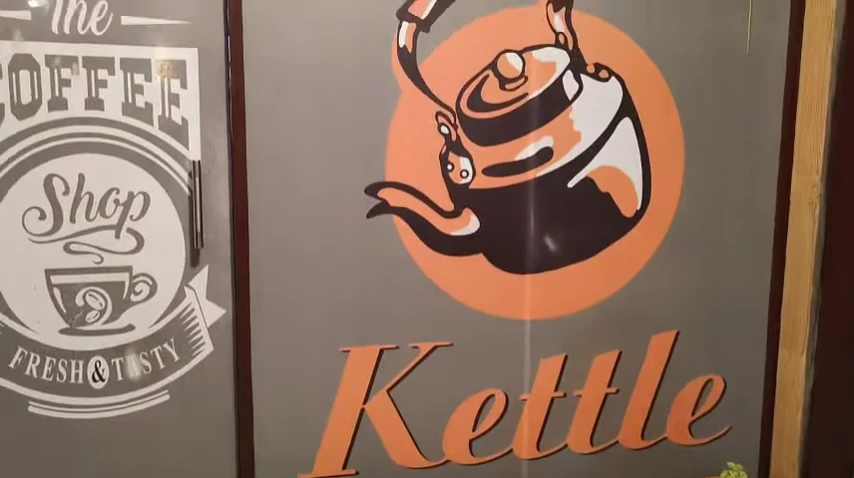 The
COFFEE
Shop
FRESH & TASTY
Kettle